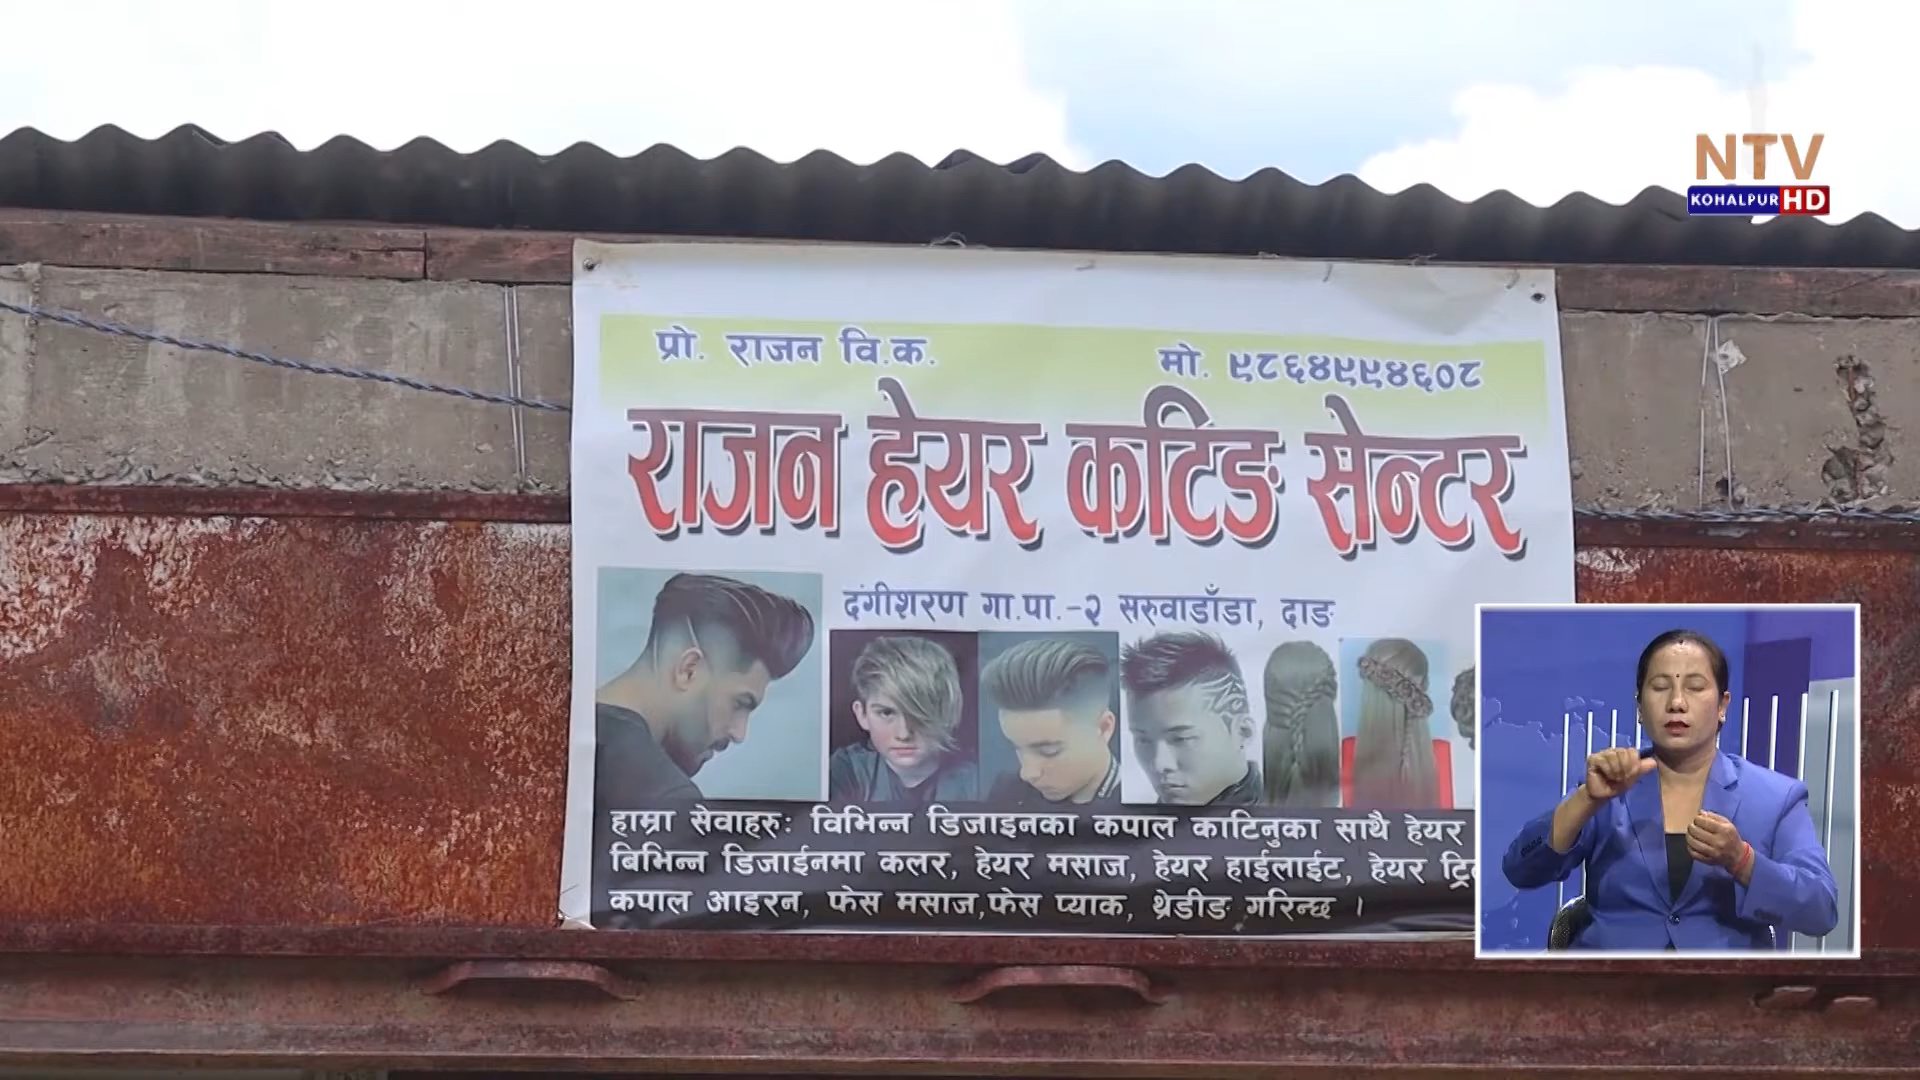 NTV
KOHALPUR HD
प्रो. राजन वि.क. मो. ९८६४९९४६०८
राजन हेयर कटिङ सेन्टर
दंगीशरण गा.पा.-२ सरुवाडाँडा, दाङ
हाम्रा सेवाहरुः विभिन्न डिजाइनका कपाल काटिनुका साथै हेयर
बिभिन्न डिजाईनमा कलर, हेयर मसाज, हेयर हाईलाईट, हेयर
कपाल आइरन, फेस मसाज,फेस प्याक, थ्रेडीङ गरिन्छ ।